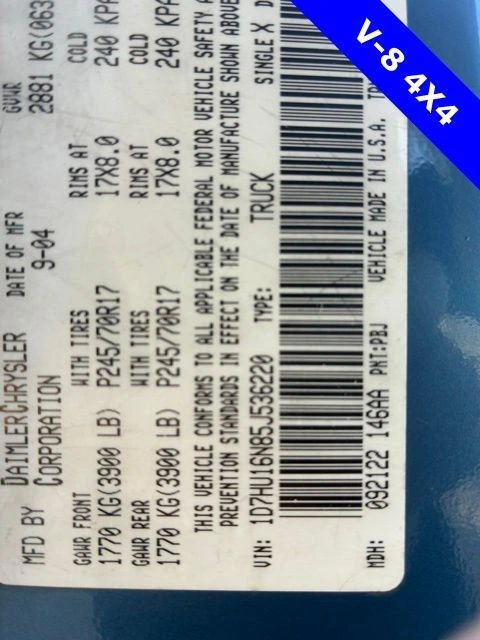 MFD BY DAIMLERCHRYSLER CORPORATION DATE OF MFR 9-04 GVWR 2881 KG(063
GAWR FRONT WITH TIRES RIMS AT COLD
1770 KG(3900 LB) P245/70R17 17X8.0 240 KPA
GAWR REAR WITH TIRES RIMS AT COLD
1770 KG(3900 LB) P245/70R17 17X8.0 240 KPA
THIS VEHICLE CONFORMS TO ALL APPLICABLE FEDERAL MOTOR VEHICLE SAFETY A
PREVENTION STANDARDS IN EFFECT ON THE DATE OF MANUFACTURE SHOWN ABOVE
VIN: 1D7HU16N85J536220 TYPE: TRUCK SINGLE X D
MDH: 092122 146AA PNT:PBJ VEHICLE MADE IN U.S.A.
V-8 4X4